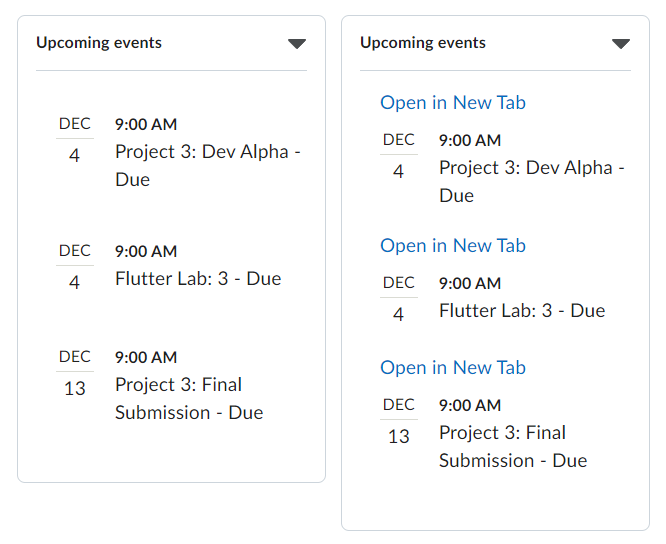 Upcoming events
DEC
4
9:00 AM
Project 3: Dev Alpha -
Due
DEC
4
9:00 AM
Flutter Lab: 3 - Due
DEC
13
9:00 AM
Project 3: Final
Submission - Due
Upcoming events
Open in New Tab
DEC
4
9:00 AM
Project 3: Dev Alpha -
Due
Open in New Tab
DEC
4
9:00 AM
Flutter Lab: 3 - Due
Open in New Tab
DEC
13
9:00 AM
Project 3: Final
Submission - Due